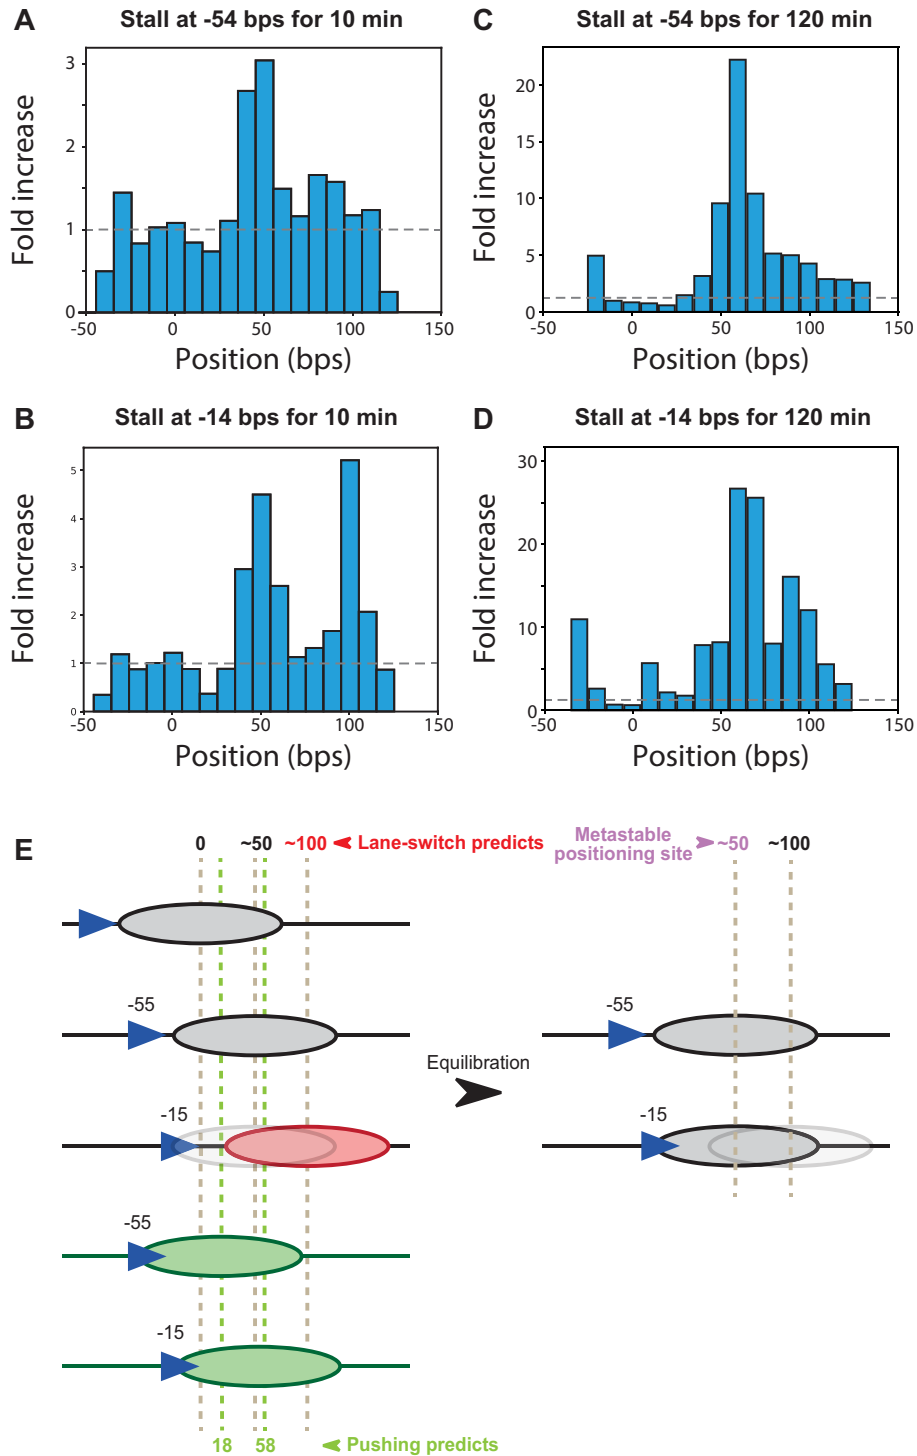 A Stall at -54 bps for 10 min
Fold increase
3
2
1
0
-50 0 50 100 150
Position (bps)
C Stall at -54 bps for 120 min
Fold increase
20
15
10
5
0
-50 0 50 100 150
Position (bps)
B Stall at -14 bps for 10 min
Fold increase
5
4
3
2
1
0
-50 0 50 100 150
Position (bps)
D Stall at -14 bps for 120 min
Fold increase
30
20
10
0
-50 0 50 100 150
Position (bps)
E
0 ~50 ~100 Lane-switch predicts
Metastable
positioning site
~50 ~100
-55
-15
-55
-15
18 58 Pushing predicts
Equilibration
-55
-15